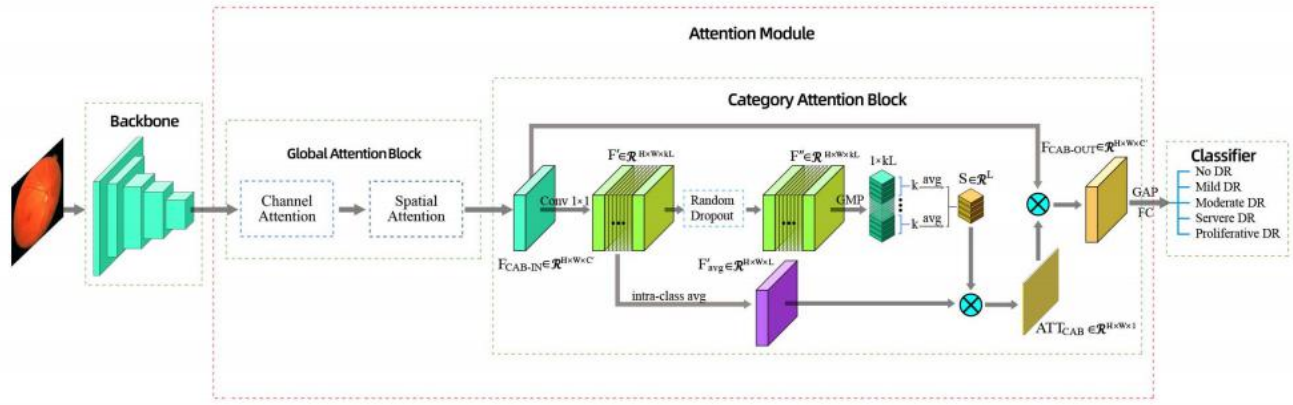 Attention Module
Backbone
Global Attention Block
Channel
Attention
Spatial
Attention
Category Attention Block
F_CAB-IN∈ℛ^H×W×C'
Conv 1×1
F'∈ℛ^H×W×kL
...
Random
Dropout
F''∈ℛ^H×W×kL
GMP
1×kL
k avg
k avg
S∈ℛ^L
intra-class avg
F'_avg∈ℛ^H×W×L
ATT_CAB∈ℛ^H×W×1
F_CAB-OUT∈ℛ^H×W×C'
GAP
FC
Classifier
No DR
Mild DR
Moderate DR
Servere DR
Proliferative DR